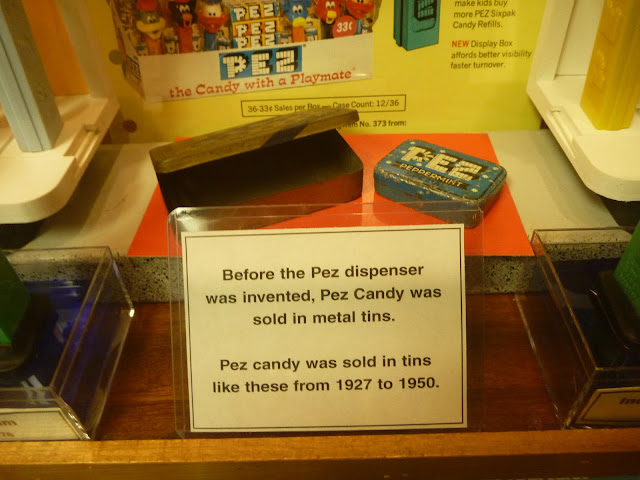 PEZ
PEZ
PEZ
33¢
PEZ
the Candy with a Playmate
make kids buy
more PEZ Sixpak
Candy Refills.
NEW Display Box
affords better visibility
faster turnover.
36-33¢ Sales per Box — Case Count: 12/36
Item No. 373 from:
PEZ
PEPPERMINT
Before the Pez dispenser
was invented, Pez Candy was
sold in metal tins.
Pez candy was sold in tins
like these from 1927 to 1950.